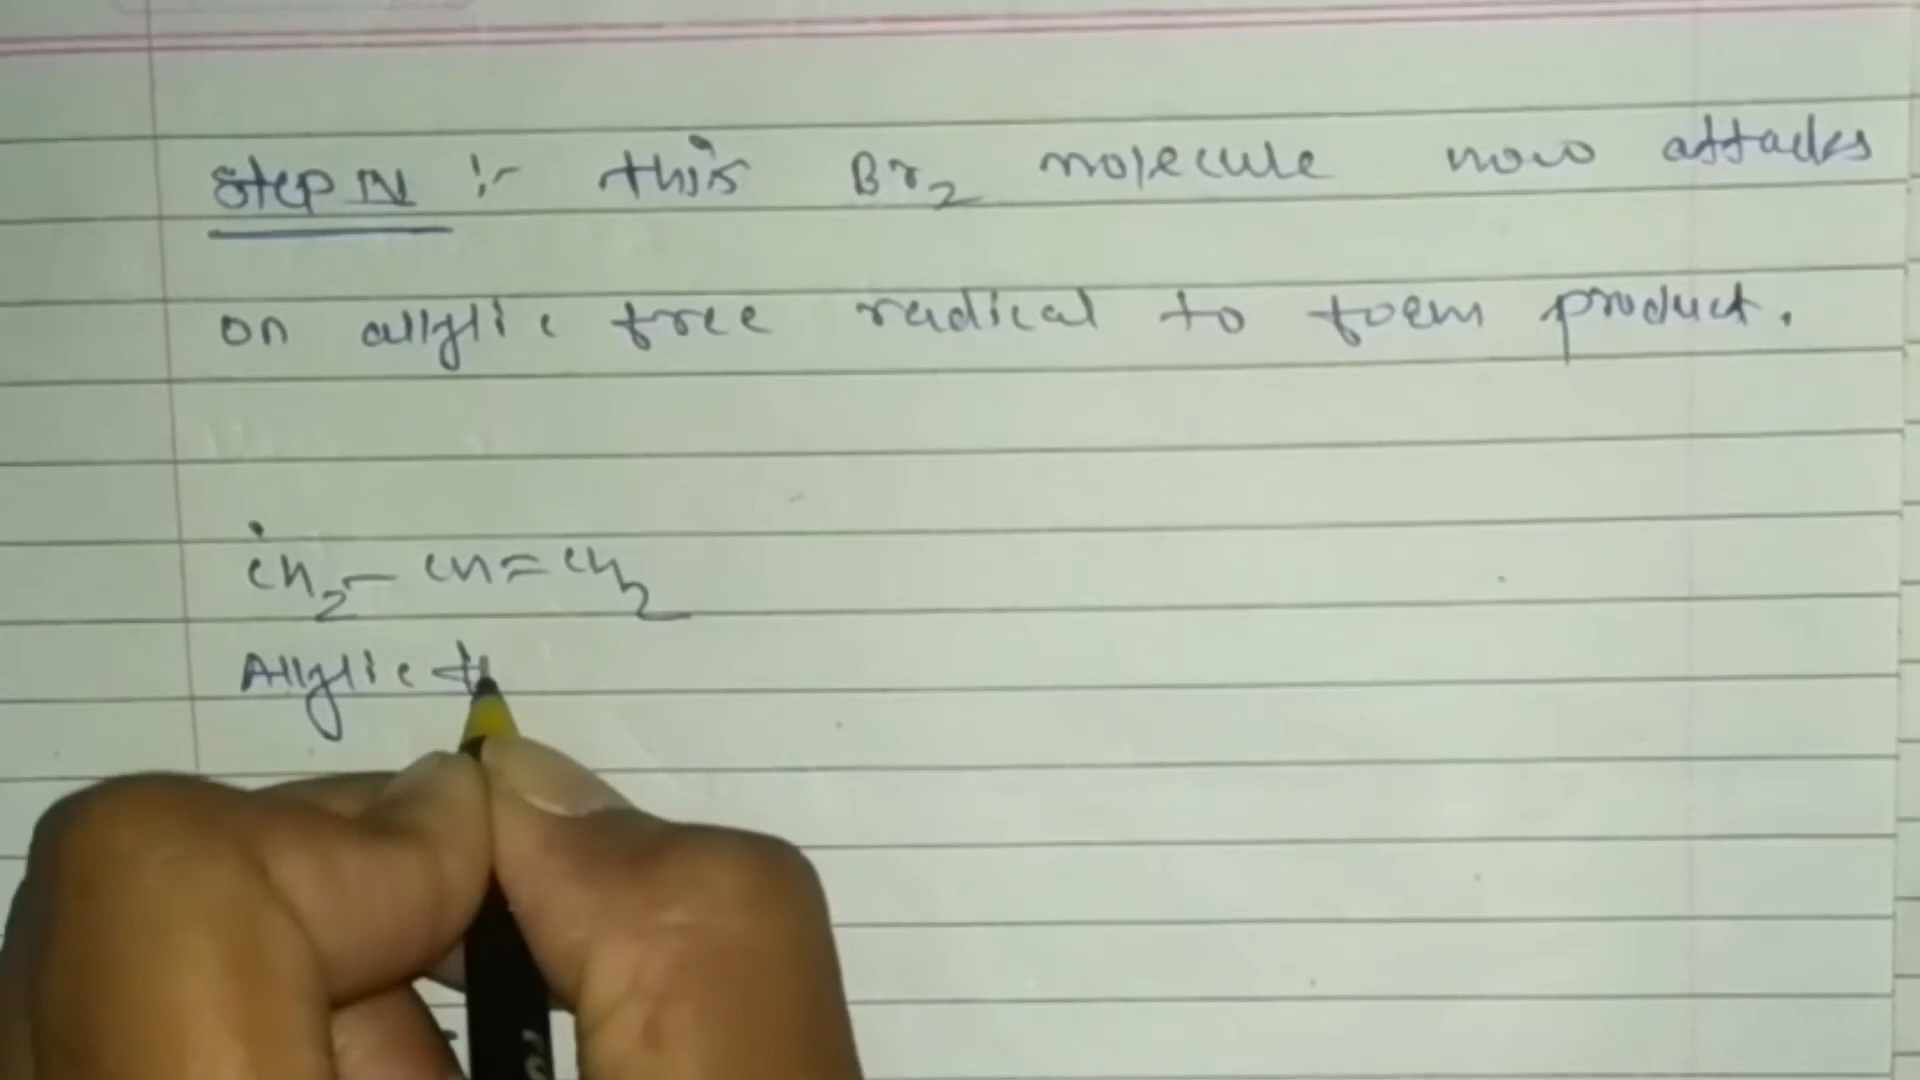 Step IV :- this Br₂ molecule now attacks
on allylic free radical to form product.
ĊH₂ - CH = CH₂
Allylic f